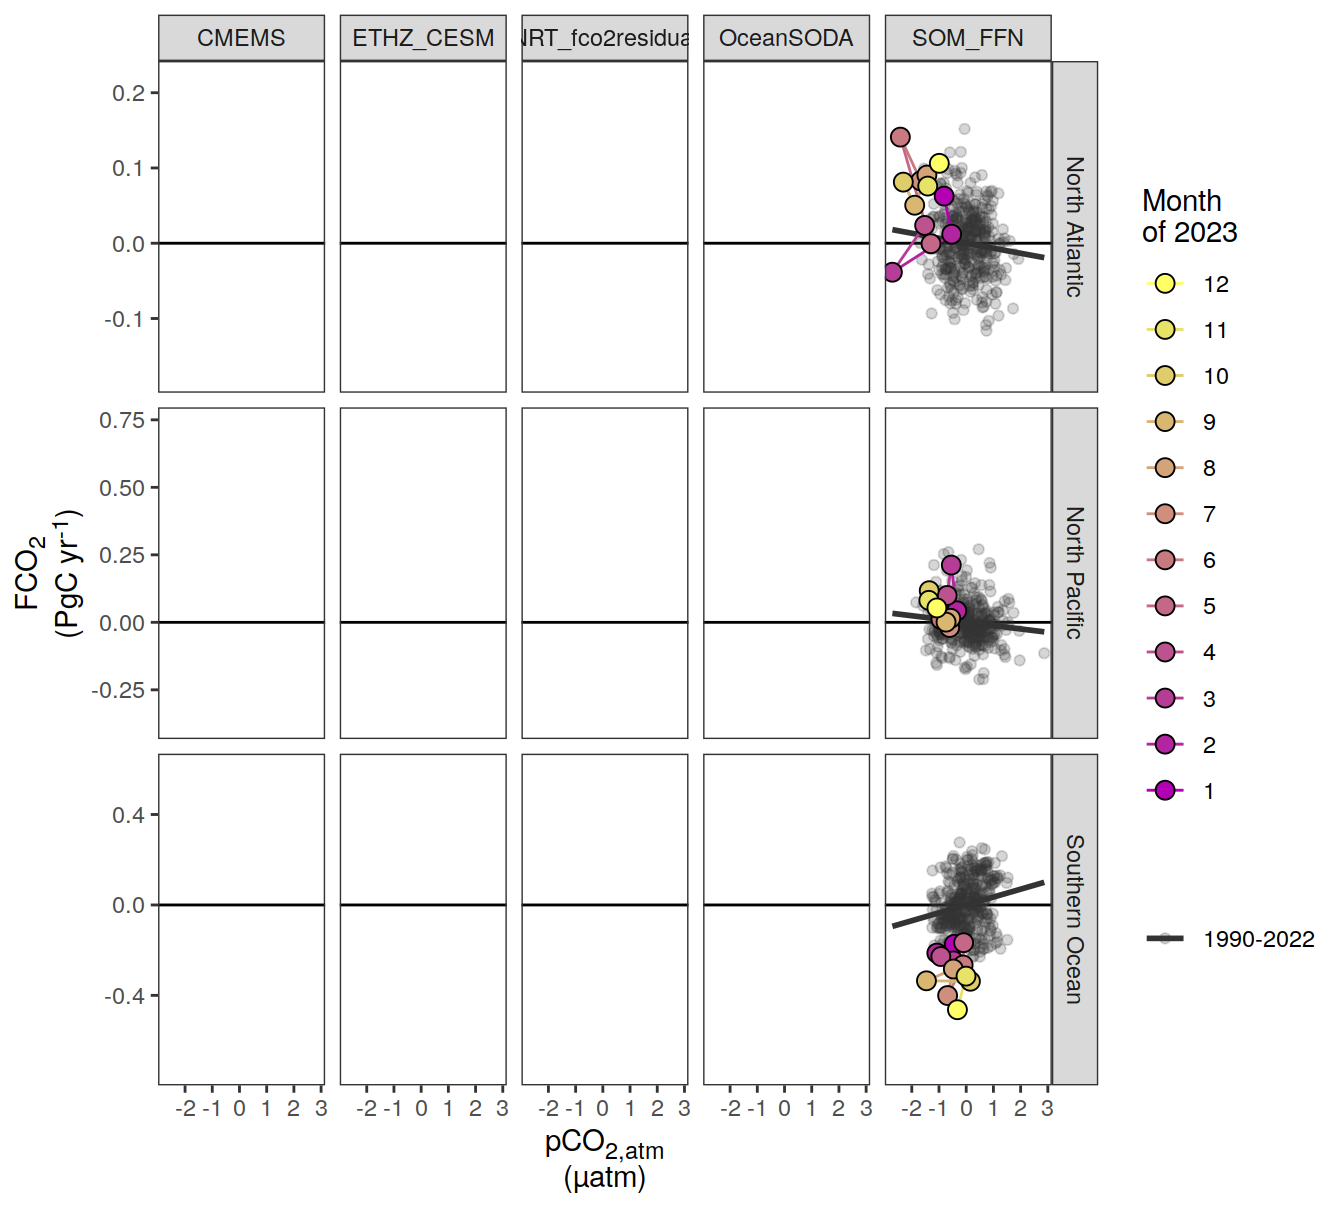 CMEMS ETHZ_CESM NRT_fco2residua OceanSODA SOM_FFN
0.2
0.1
0.0
-0.1
North Atlantic
0.75
0.50
0.25
0.00
-0.25
North Pacific
0.4
0.0
-0.4
Southern Ocean
-2 -1 0 1 2 3 -2 -1 0 1 2 3 -2 -1 0 1 2 3 -2 -1 0 1 2 3 -2 -1 0 1 2 3
pCO2,atm
(µatm)
FCO2
(PgC yr-1)
Month
of 2023
12
11
10
9
8
7
6
5
4
3
2
1
1990-2022